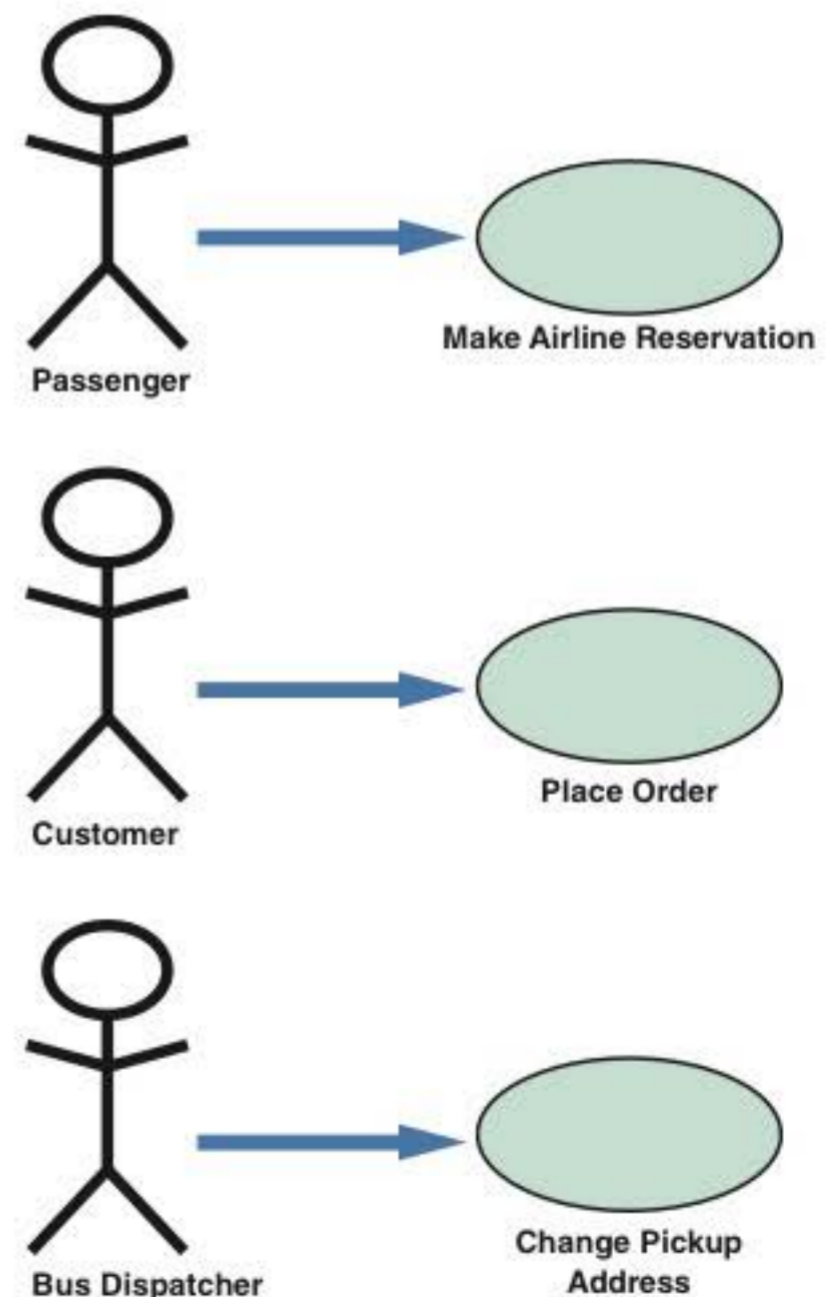 Make Airline Reservation
Passenger
Place Order
Customer
Change Pickup
Address
Bus Dispatcher